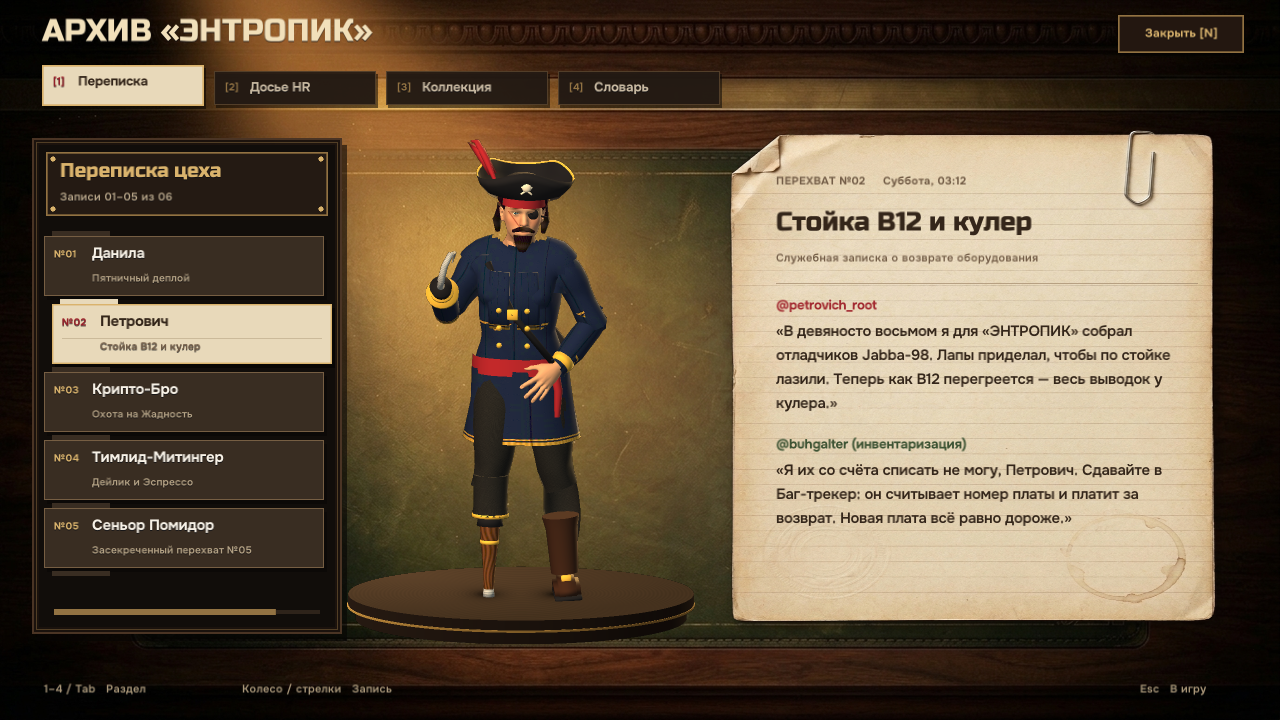 АРХИВ «ЭНТРОПИК»
Закрыть [N]
[1] Переписка
[2] Досье HR
[3] Коллекция
[4] Словарь
Переписка цеха
Записи 01–05 из 06
№01 Данила
Пятничный деплой
№02 Петрович
Стойка B12 и кулер
№03 Крипто-Бро
Охота на Жадность
№04 Тимлид-Митингер
Дейлик и Эспрессо
№05 Сеньор Помидор
Засекреченный перехват №05
ПЕРЕХВАТ №02 Суббота, 03:12
Стойка B12 и кулер
Служебная записка о возврате оборудования
@petrovich_root
«В девяносто восьмом я для «ЭНТРОПИК» собрал
отладчиков Jabba-98. Лапы приделал, чтобы по стойке
лазили. Теперь как B12 перегреется — весь выводок у
кулера.»
@buhgalter (инвентаризация)
«Я их со счёта списать не могу, Петрович. Сдавайте в
Баг-трекер: он считывает номер платы и платит за
возврат. Новая плата всё равно дороже.»
1–4 / Tab Раздел
Колесо / стрелки Запись
Esc В игру